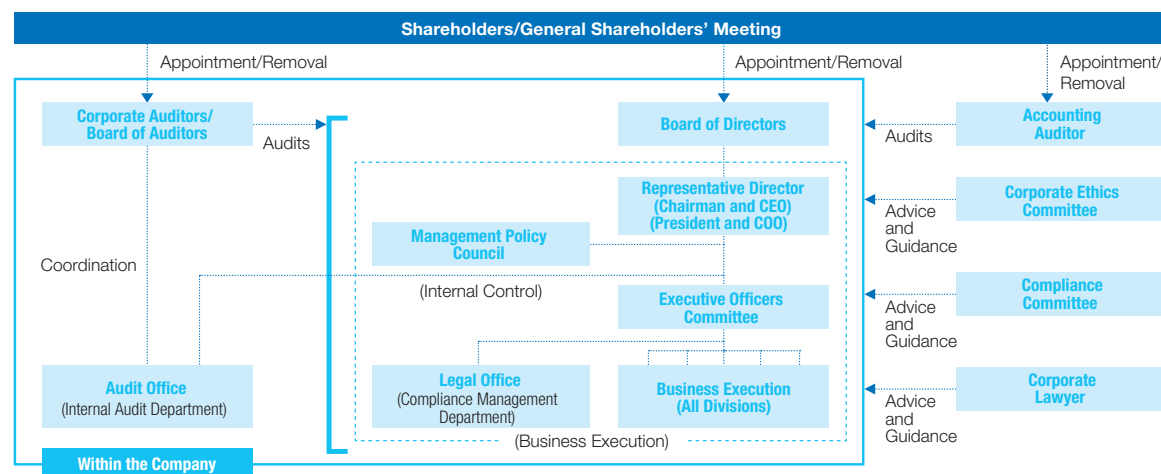 Shareholders/General Shareholders’ Meeting
Appointment/Removal
Appointment/Removal
Appointment/
Removal
Corporate Auditors/
Board of Auditors
Audits
Board of Directors
Audits
Accounting
Auditor
Representative Director
(Chairman and CEO)
(President and COO)
Advice
and
Guidance
Corporate Ethics
Committee
Management Policy
Council
Coordination
(Internal Control)
Executive Officers
Committee
Advice
and
Guidance
Compliance
Committee
Audit Office
(Internal Audit Department)
Legal Office
(Compliance Management
Department)
Business Execution
(All Divisions)
Advice
and
Guidance
Corporate
Lawyer
(Business Execution)
Within the Company